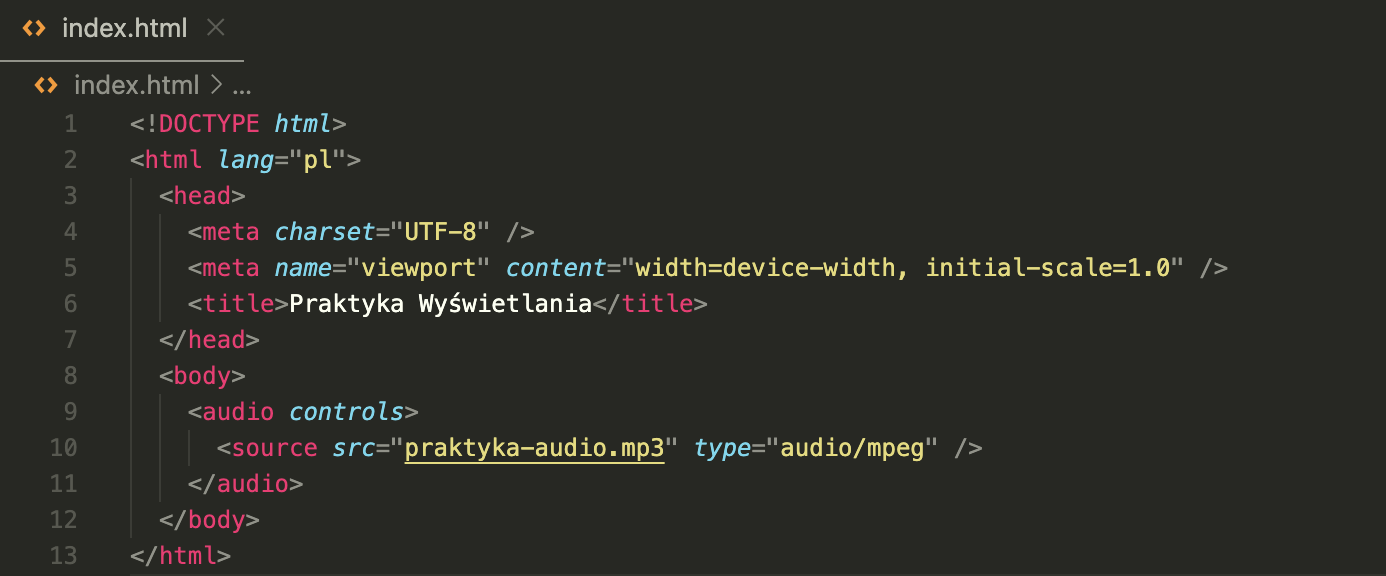 index.html ×
index.html > ...
1 <!DOCTYPE html>
2 <html lang="pl">
3 <head>
4 <meta charset="UTF-8" />
5 <meta name="viewport" content="width=device-width, initial-scale=1.0" />
6 <title>Praktyka Wyświetlania</title>
7 </head>
8 <body>
9 <audio controls>
10 <source src="praktyka-audio.mp3" type="audio/mpeg" />
11 </audio>
12 </body>
13 </html>